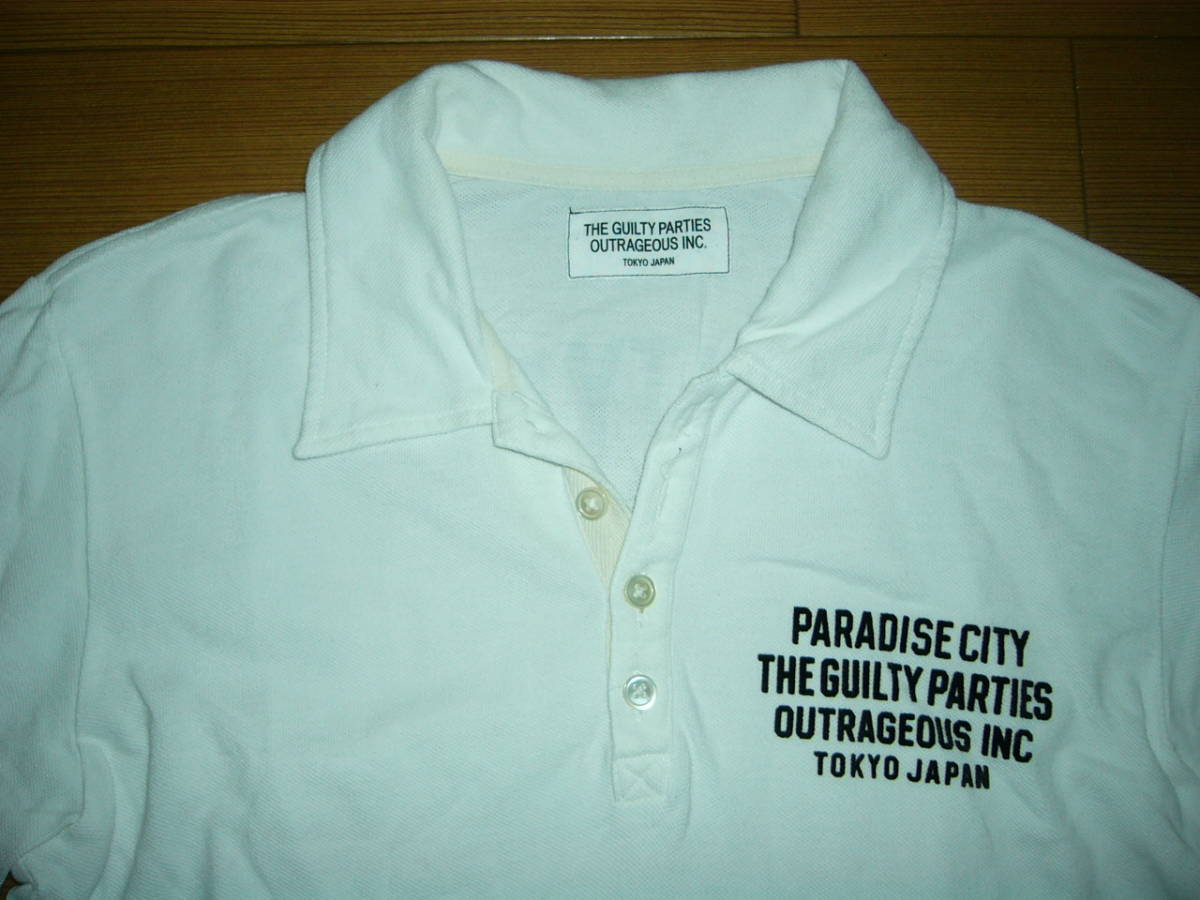 THE GUILTY PARTIES
OUTRAGEOUS INC.
TOKYO JAPAN
PARADISE CITY
THE GUILTY PARTIES
OUTRAGEOUS INC
TOKYO JAPAN